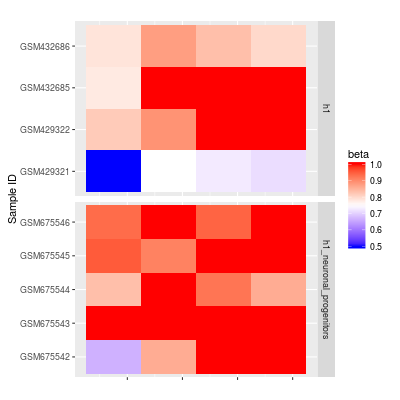 GSM432686
GSM432685
GSM429322
GSM429321
h1
GSM675546
GSM675545
GSM675544
GSM675543
GSM675542
h1_neuronal_progenitors
Sample ID
beta
1.0
0.9
0.8
0.7
0.6
0.5